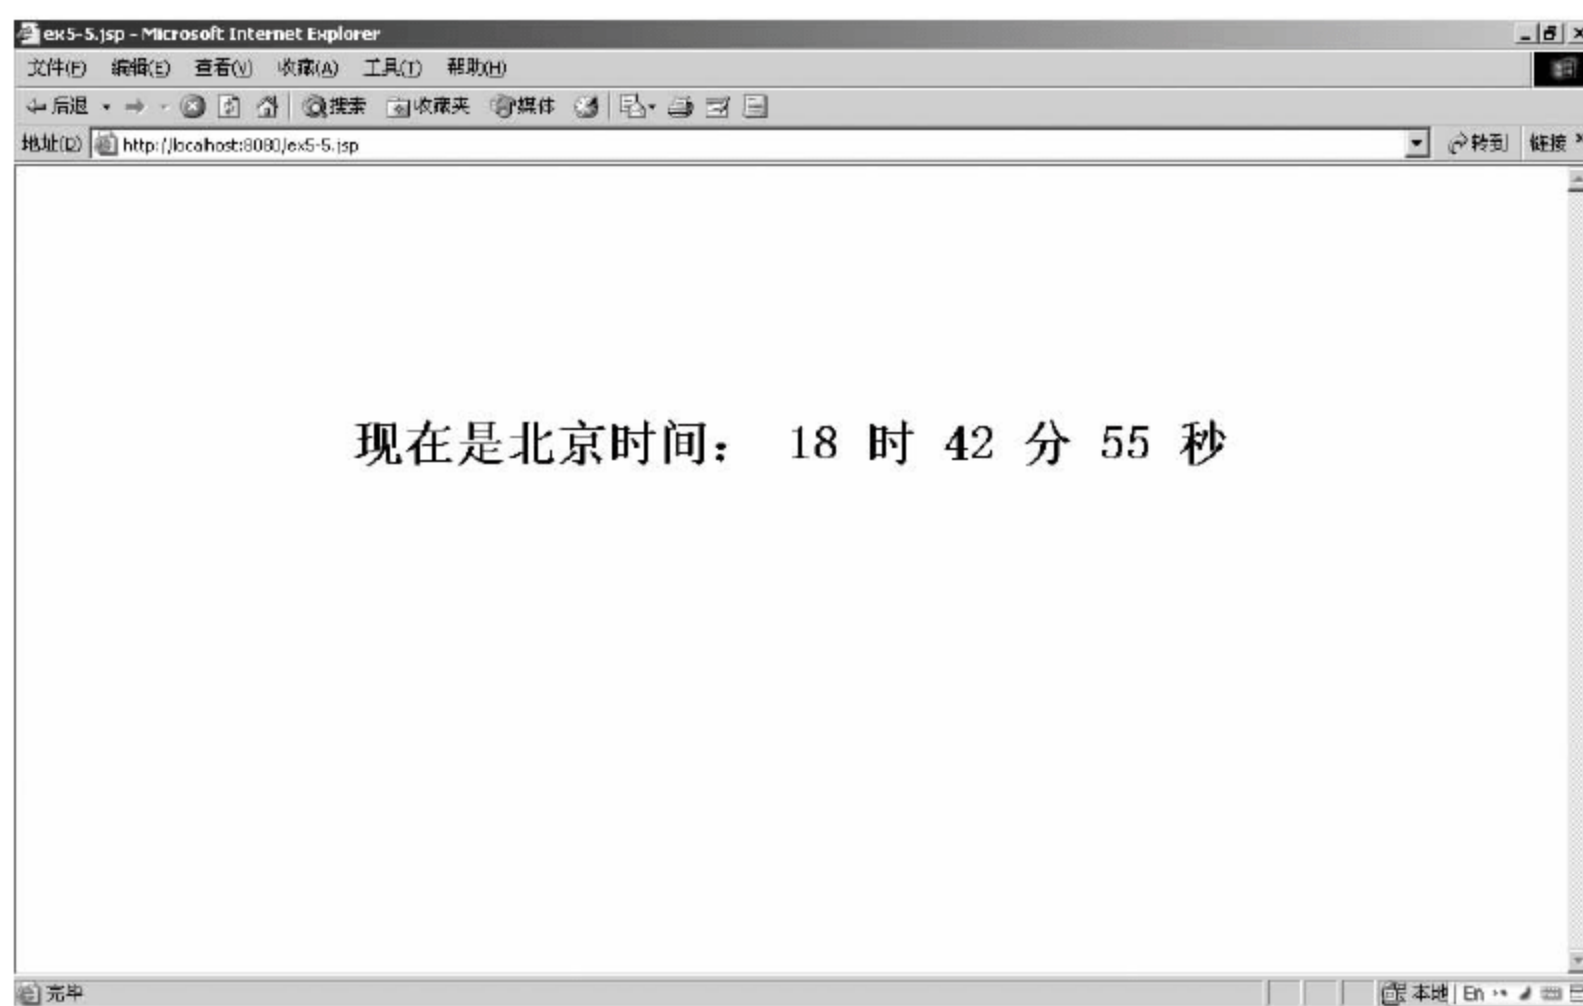 ex5-5.jsp - Microsoft Internet Explorer
文件(F) 编辑(E) 查看(V) 收藏(A) 工具(T) 帮助(H)
后退 搜索 收藏夹 媒体
地址(D) http://localhost:8080/ex5-5.jsp 转到 链接 »
现在是北京时间： 18 时 42 分 55 秒
完毕 本地 En